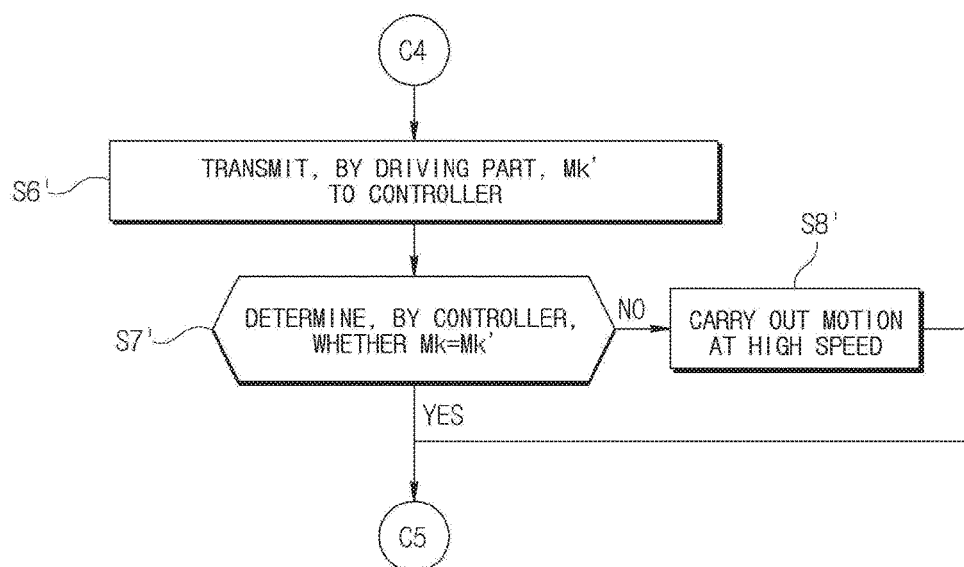 C4
TRANSMIT, BY DRIVING PART, Mk'
TO CONTROLLER
S6'
S8'
DETERMINE, BY CONTROLLER,
WHETHER Mk=Mk'
S7'
NO
CARRY OUT MOTION
AT HIGH SPEED
YES
C5